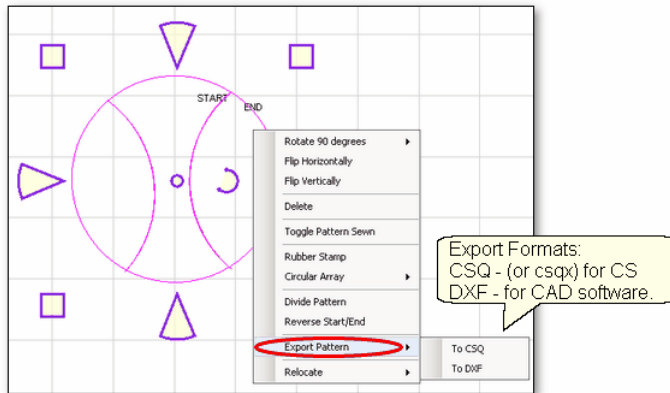 START
END
Rotate 90 degrees
Flip Horizontally
Flip Vertically
Delete
Toggle Pattern Sewn
Rubber Stamp
Circular Array
Divide Pattern
Reverse Start/End
Export Pattern
Relocate
To CSQ
To DXF
Export Formats:
CSQ - (or csqx) for CS
DXF - for CAD software.